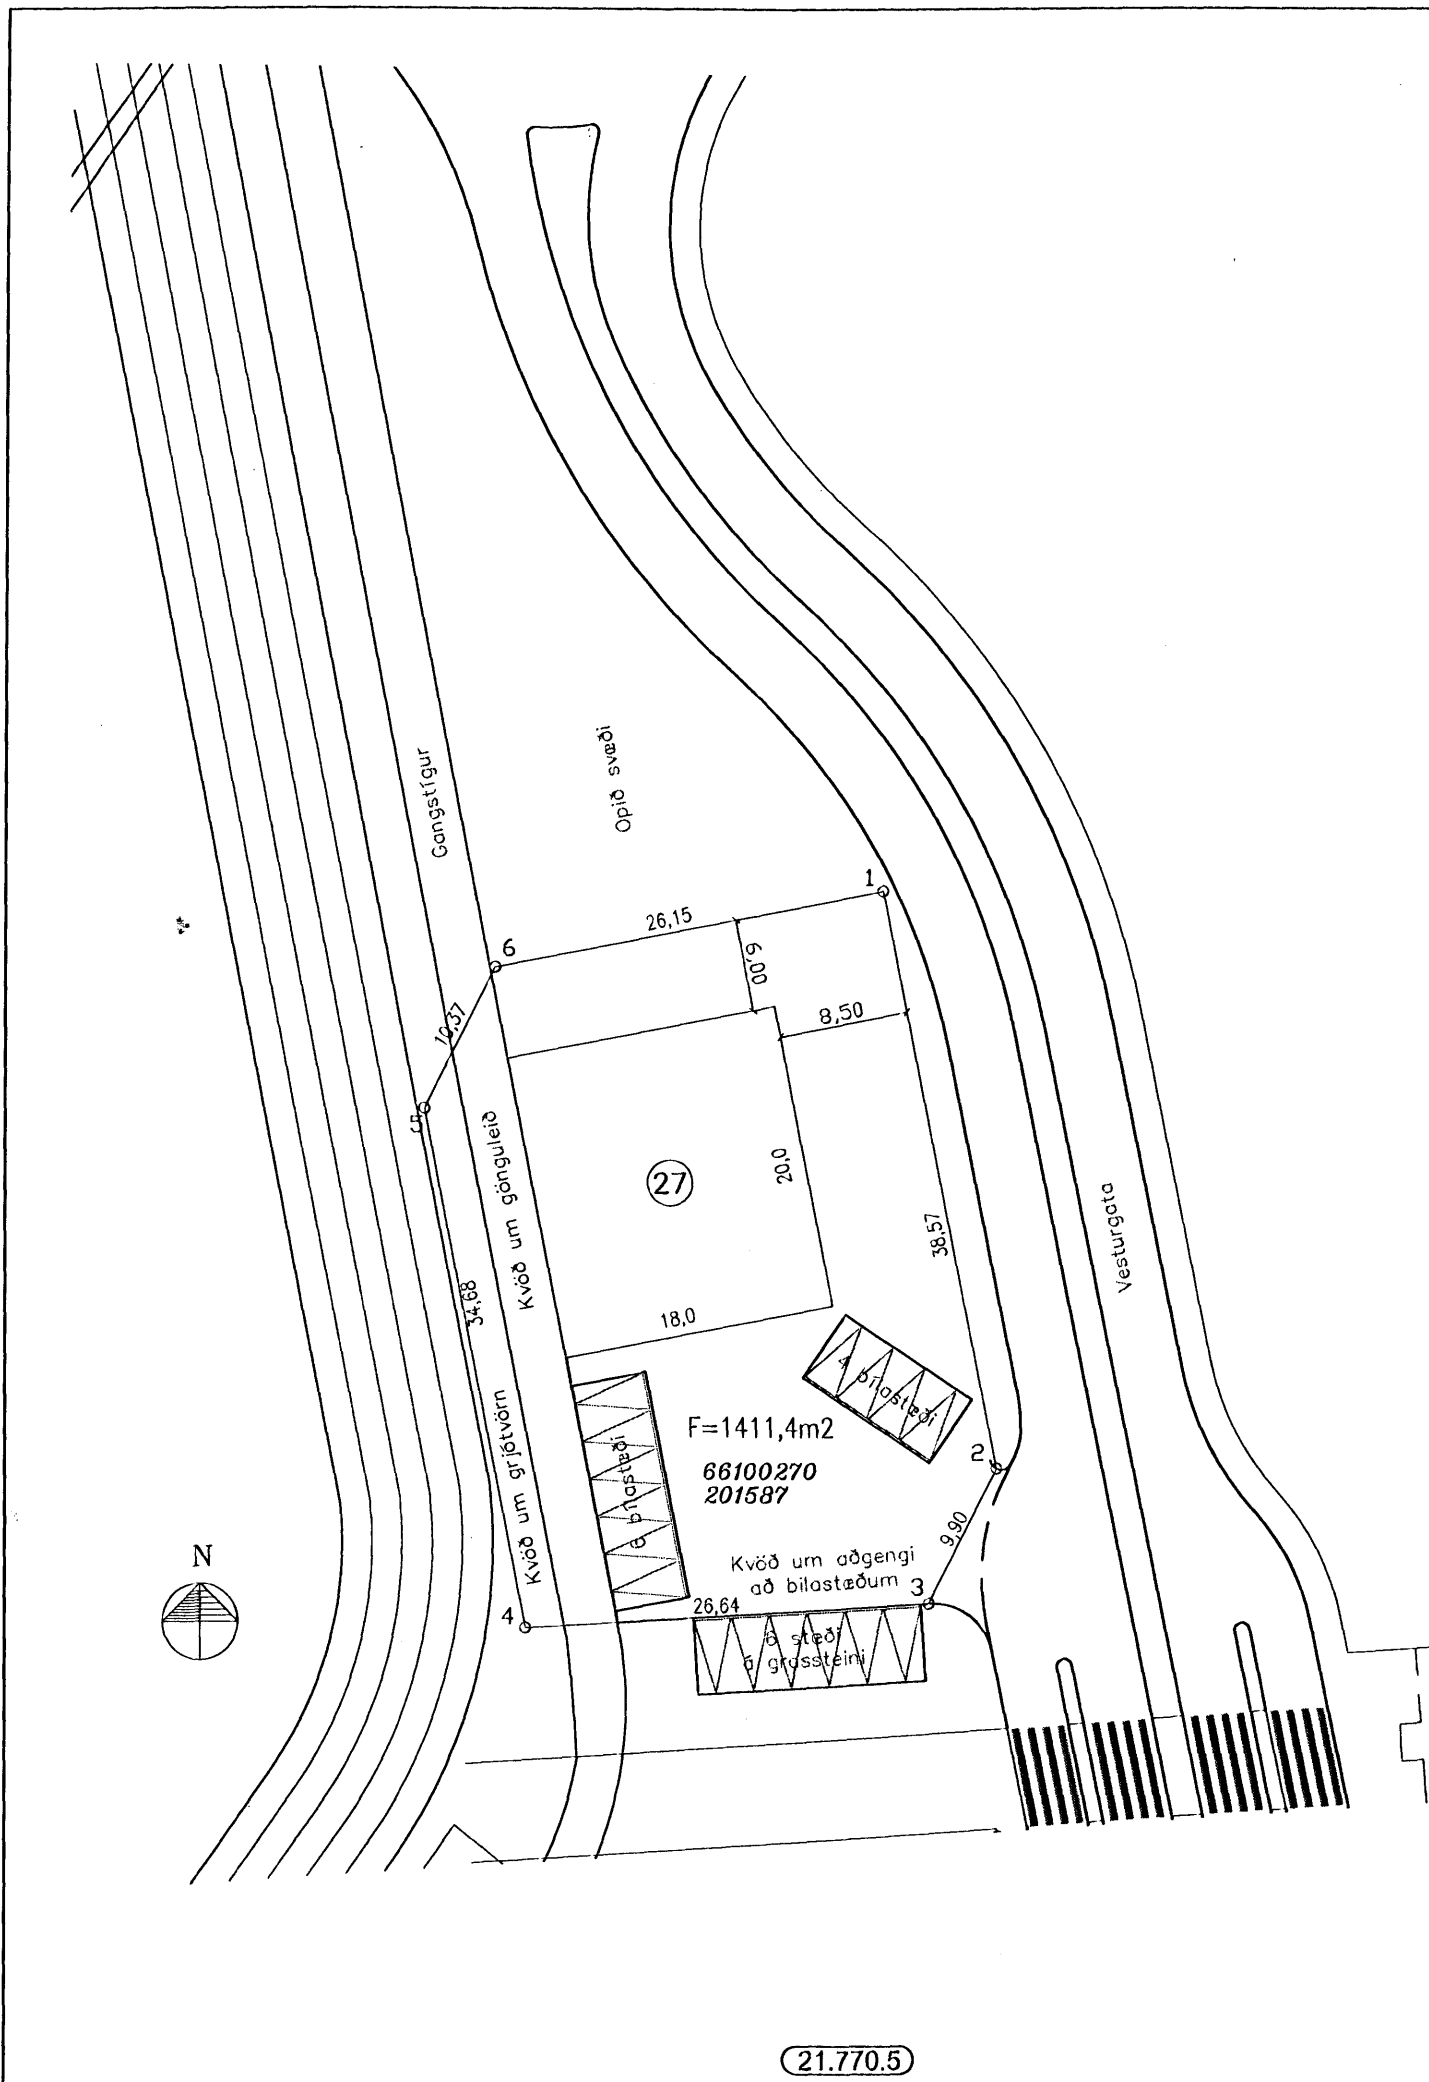 Gangstígur
Opið svæði
1
26,15
6
6,00
8,50
10,37
5
Kvöð um gönguleið
27
20,0
38,57
Vesturgata
34,68
18,0
4 bílastæði
Kvöð um grjótvörn
6 bílastæði
F=1411,4m2
66100270
201587
2
9,90
N
Kvöð um aðgengi
að bílastæðum
3
4
26,64
6 stæði
á grassteini
21.770.5